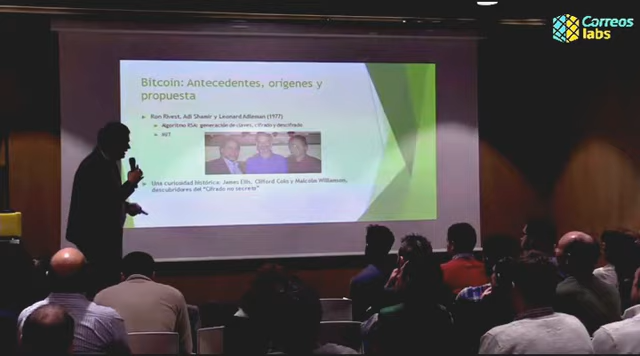 Correos
labs
Bitcoin: Antecedentes, orígenes y
propuesta
Ron Rivest, Adi Shamir y Leonard Adleman (1977)
Algoritmo RSA: generación de claves, cifrado y descifrado
MIT
Una curiosidad histórica: James Ellis, Clifford Coks y Malcolm Williamson,
descubridores del "Cifrado no secreto"